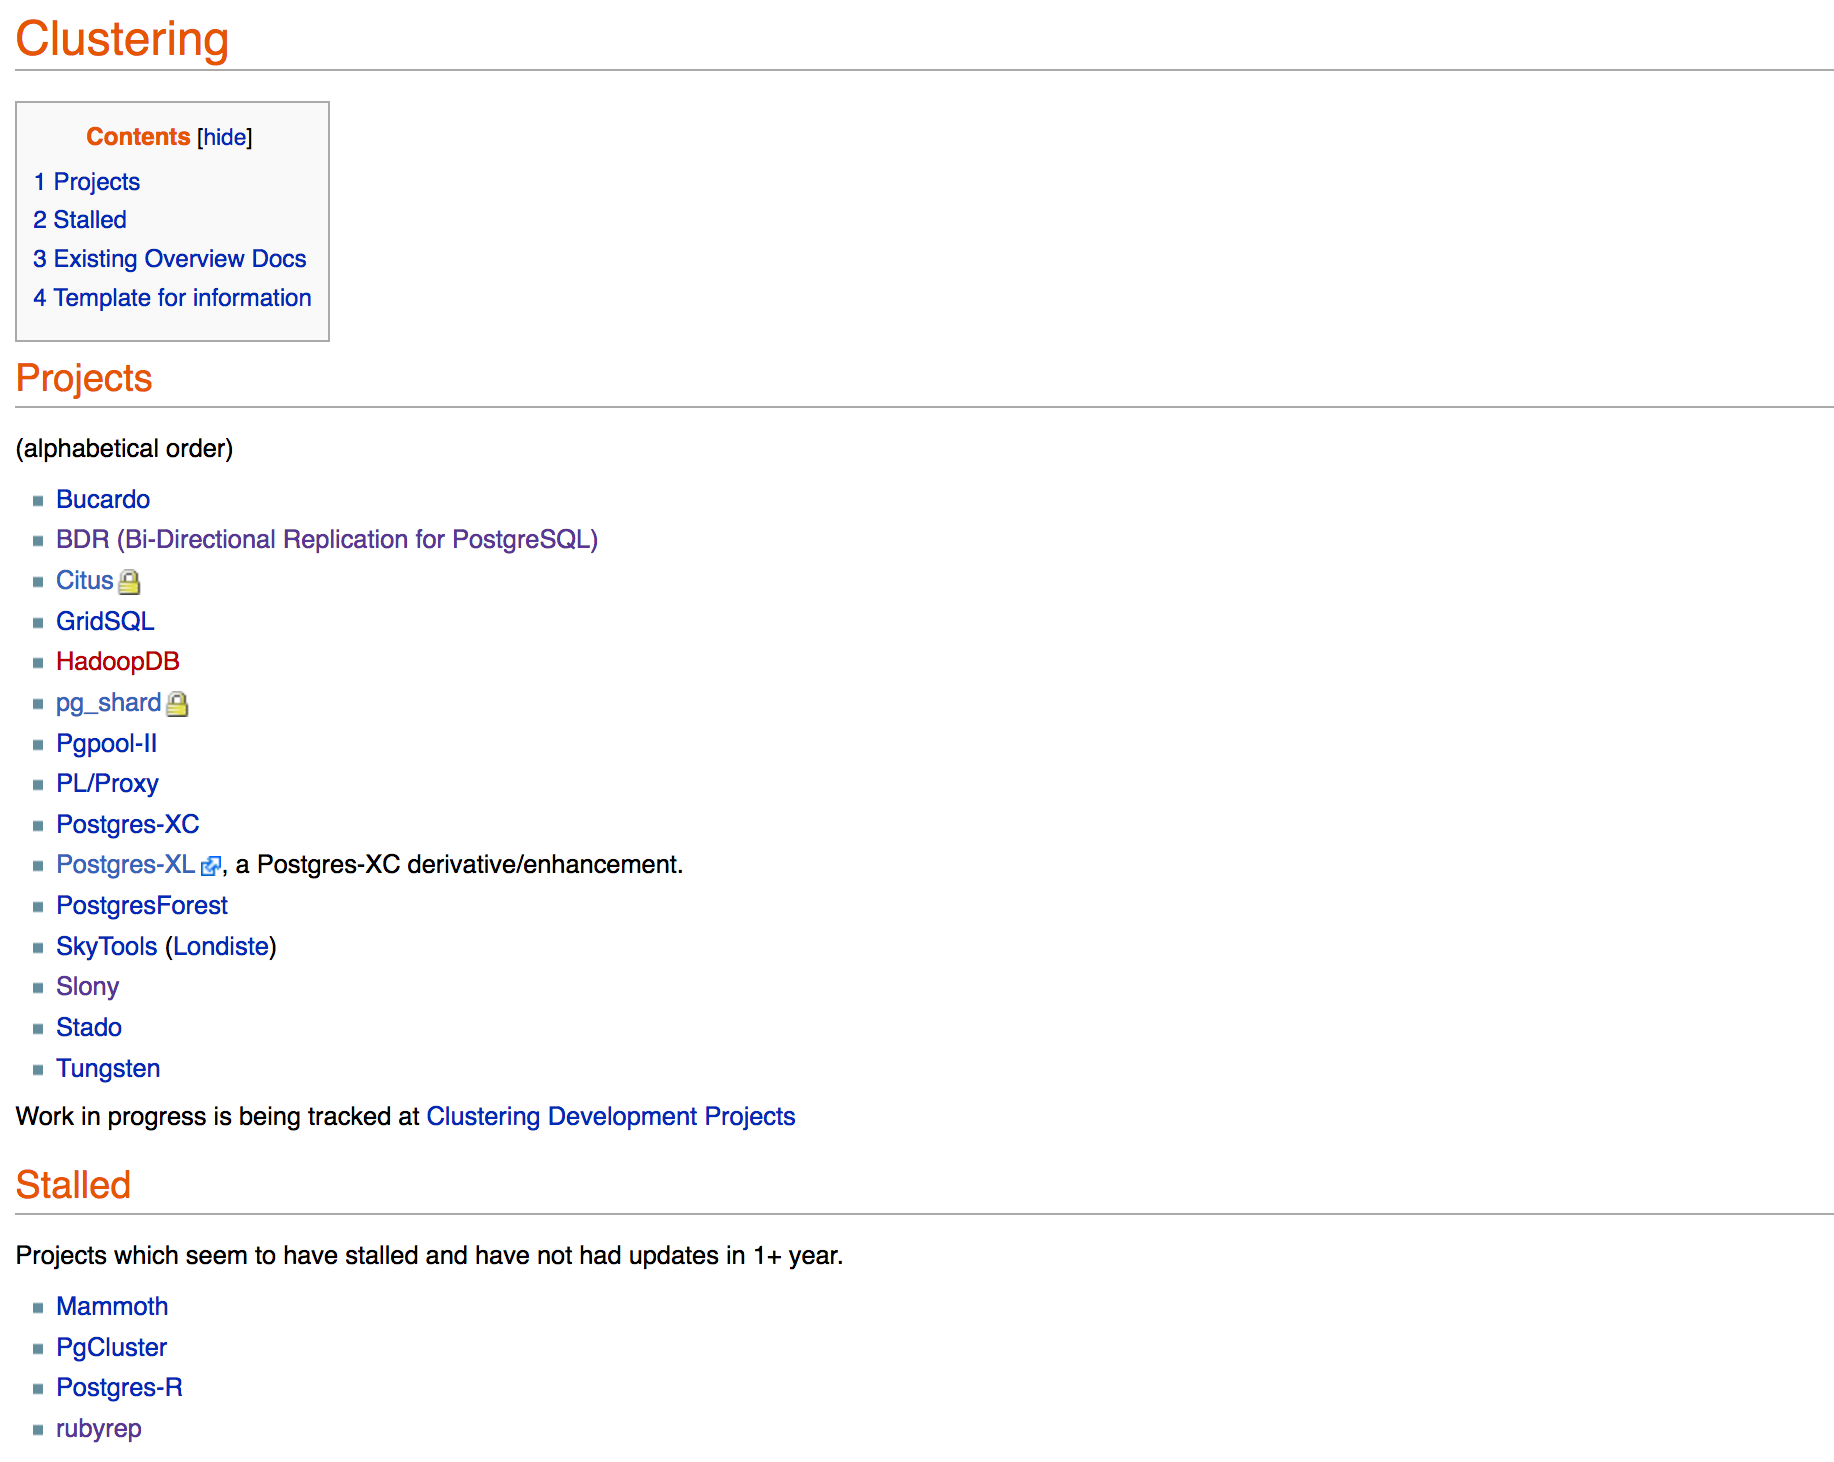 Clustering
Contents [hide]
1 Projects
2 Stalled
3 Existing Overview Docs
4 Template for information
Projects
(alphabetical order)
Bucardo
BDR (Bi-Directional Replication for PostgreSQL)
Citus
GridSQL
HadoopDB
pg_shard
Pgpool-II
PL/Proxy
Postgres-XC
Postgres-XL, a Postgres-XC derivative/enhancement.
PostgresForest
SkyTools (Londiste)
Slony
Stado
Tungsten
Work in progress is being tracked at Clustering Development Projects
Stalled
Projects which seem to have stalled and have not had updates in 1+ year.
Mammoth
PgCluster
Postgres-R
rubyrep